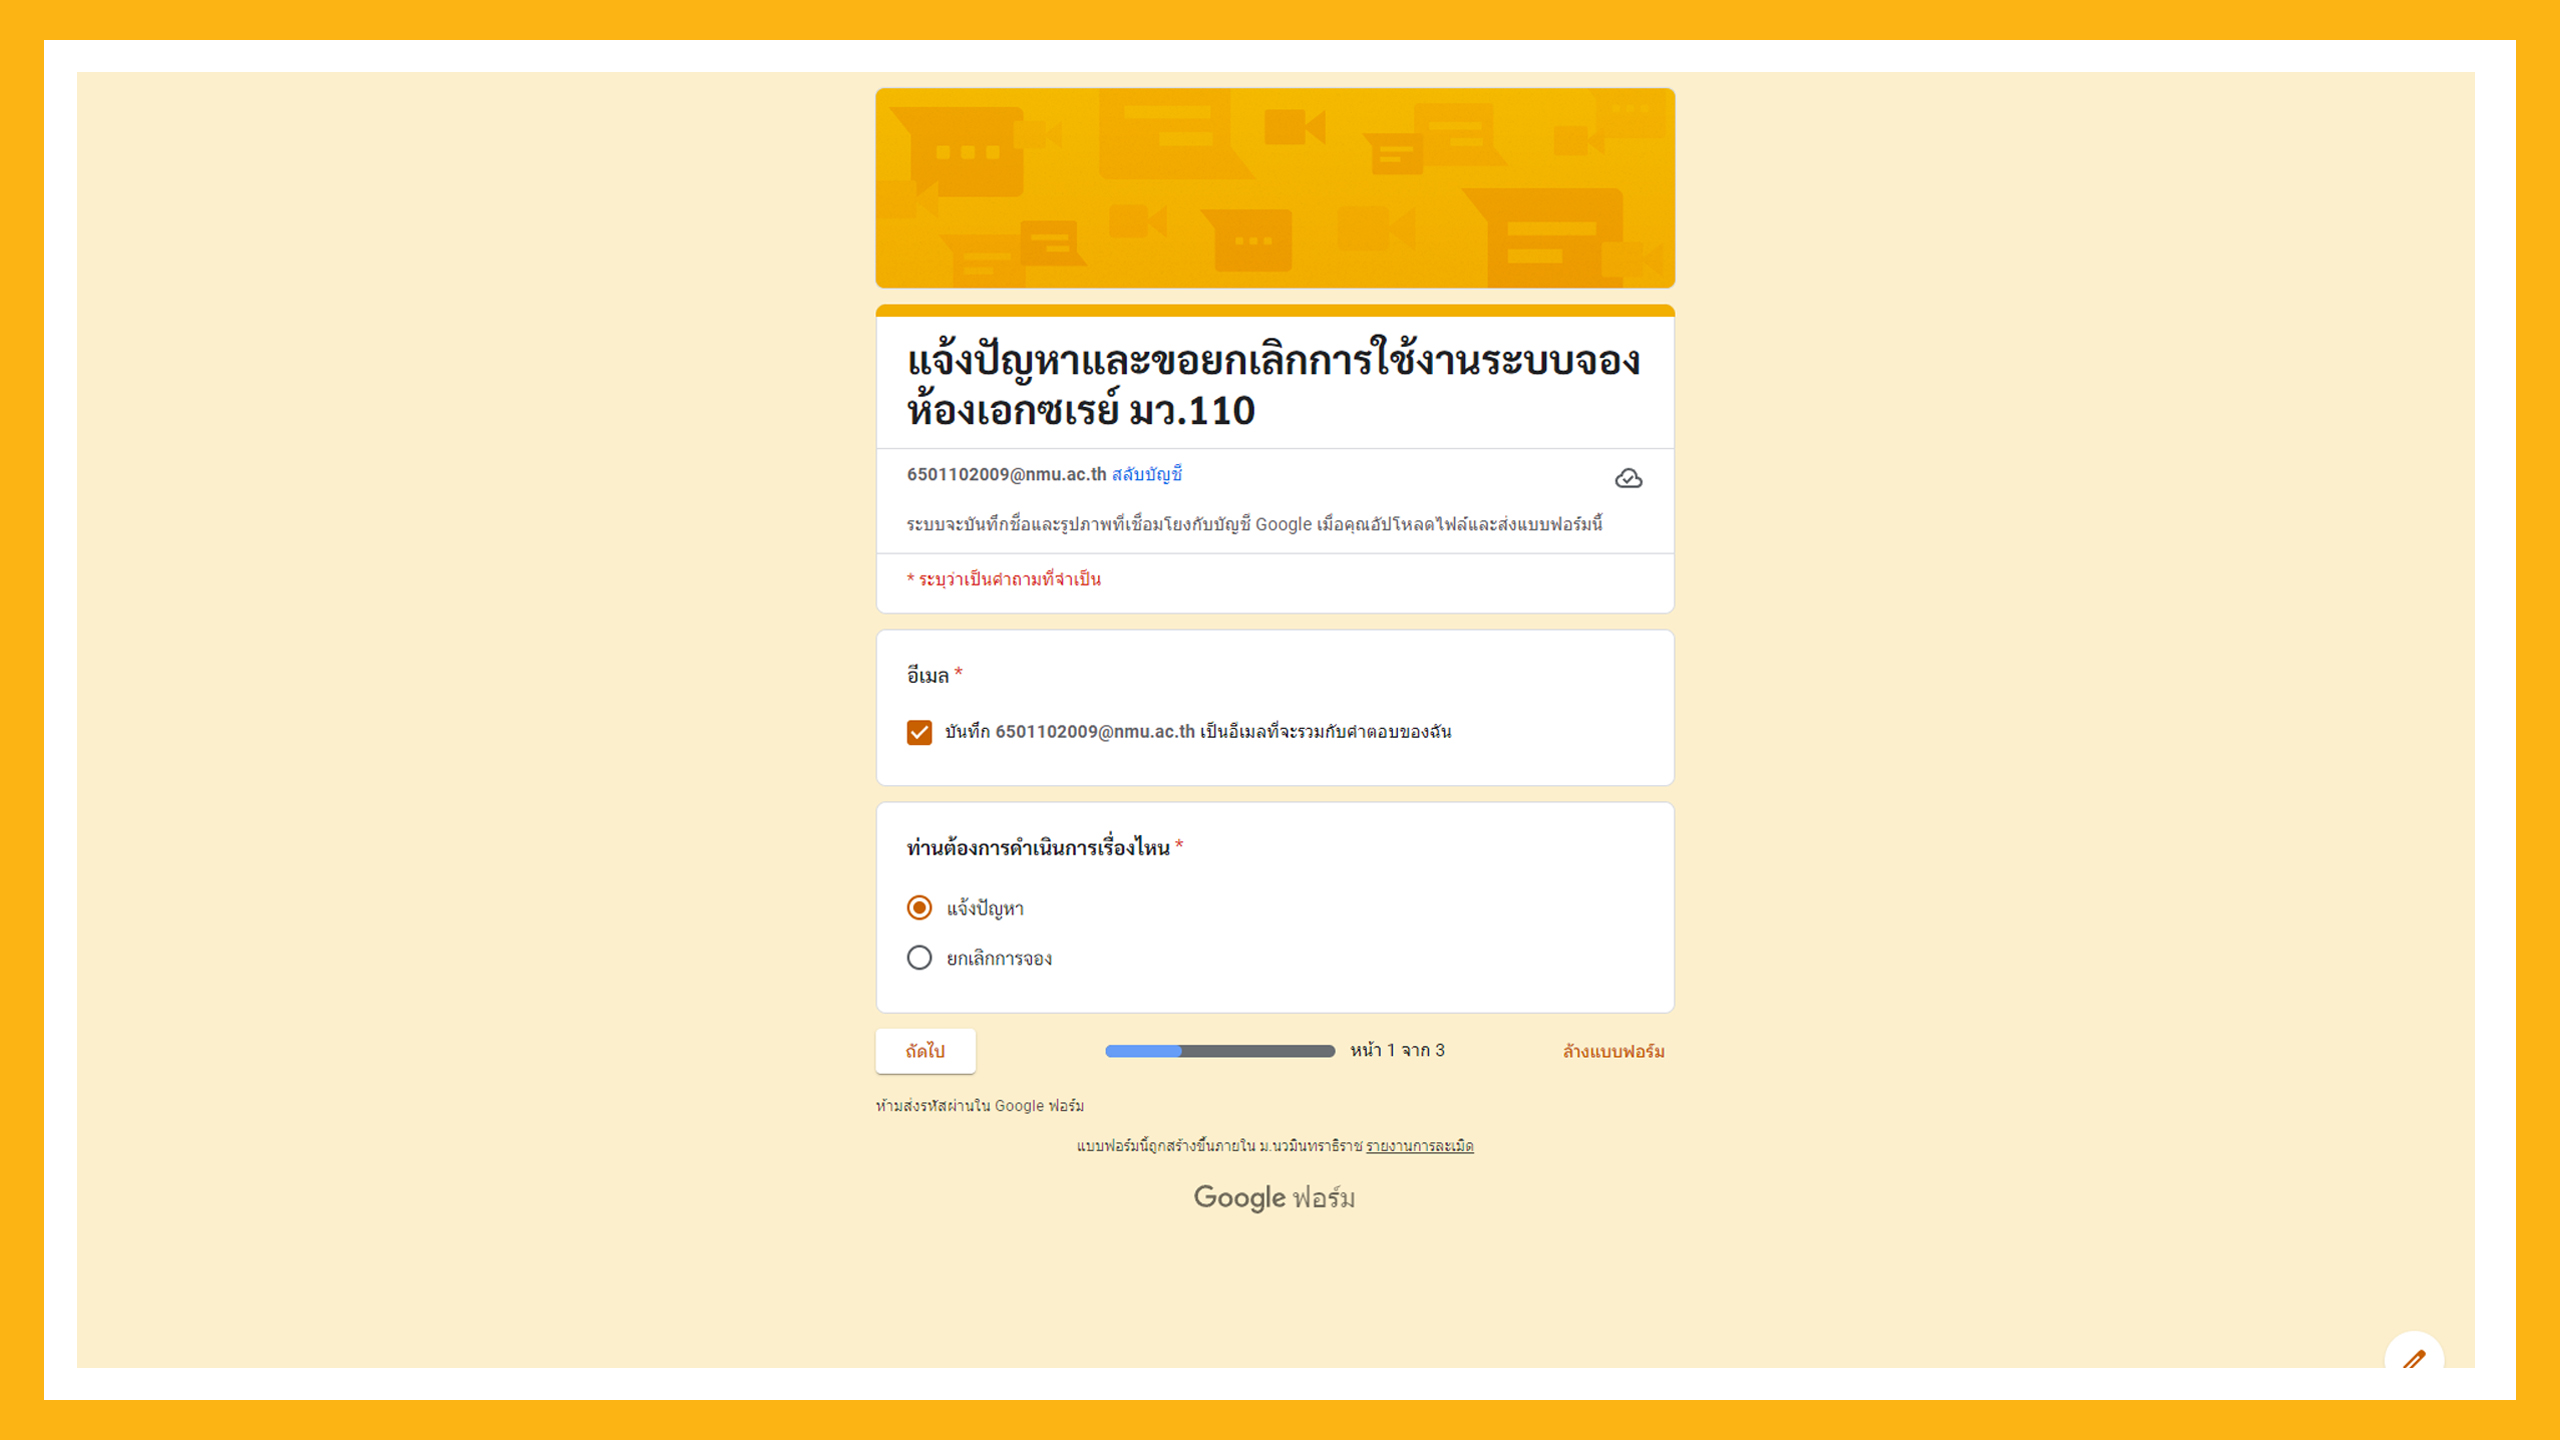 แจ้งปัญหาและขอยกเลิกการใช้งานระบบจอง
ห้องเอกซเรย์ มว.110
6501102009@nmu.ac.th สลับบัญชี
ระบบจะบันทึกชื่อและรูปภาพที่เชื่อมโยงกับบัญชี Google เมื่อคุณอัปโหลดไฟล์และส่งแบบฟอร์มนี้
* ระบุว่าเป็นคำถามที่จำเป็น
อีเมล *
บันทึก 6501102009@nmu.ac.th เป็นอีเมลที่จะรวมกับคำตอบของฉัน
ท่านต้องการดำเนินการเรื่องไหน *
แจ้งปัญหา
ยกเลิกการจอง
ถัดไป
หน้า 1 จาก 3
ล้างแบบฟอร์ม
ห้ามส่งรหัสผ่านใน Google ฟอร์ม
แบบฟอร์มนี้ถูกสร้างขึ้นภายใน ม.นวมินทราธิราช รายงานการละเมิด
Google ฟอร์ม